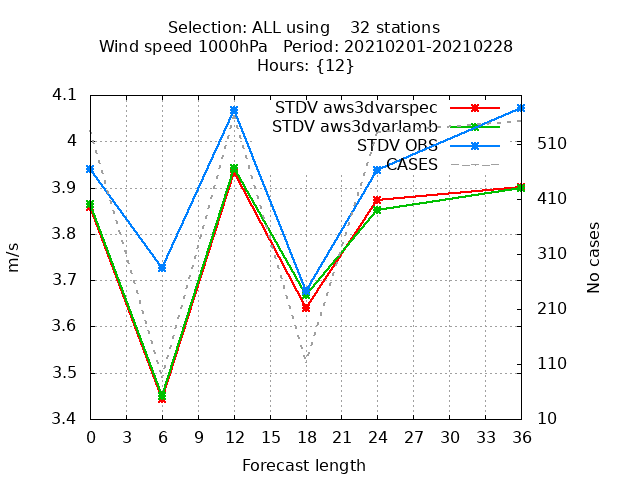 Selection: ALL using    32 stations
Wind speed 1000hPa   Period: 20210201-20210228
Hours: {12}
STDV aws3dvarspec
STDV aws3dvarlamb
STDV OBS
CASES
4.1
4
3.9
3.8
3.7
3.6
3.5
3.4
m/s
510
410
310
210
110
10
No cases
0 3 6 9 12 15 18 21 24 27 30 33 36
Forecast length